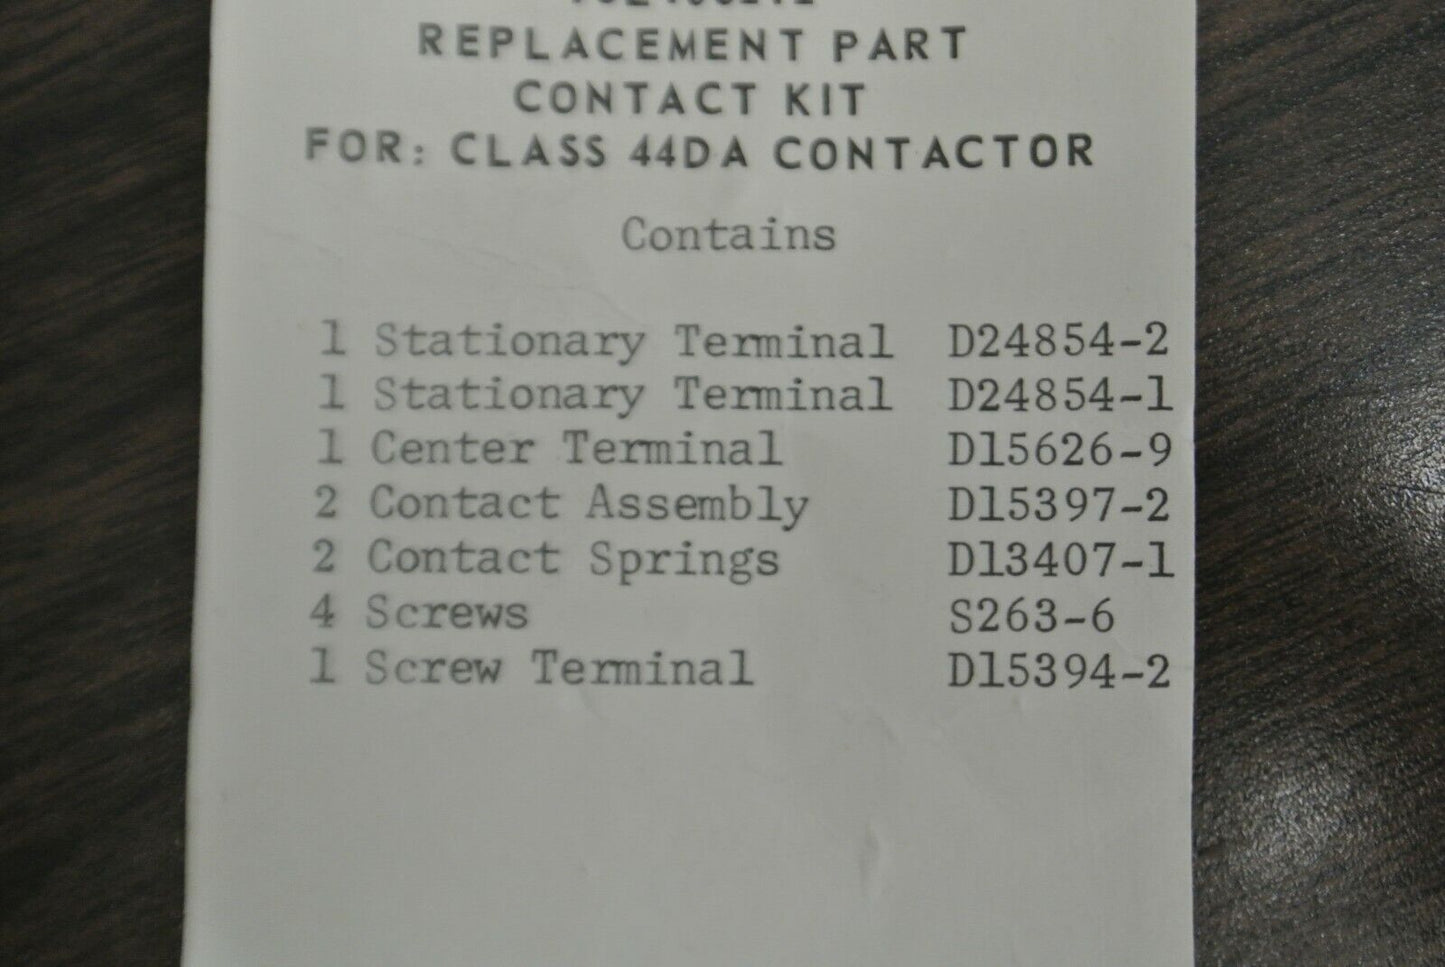 REPLACEMENT PART
CONTACT KIT
FOR: CLASS 44DA CONTACTOR
Contains
1 Stationary Terminal D24854-2
1 Stationary Terminal D24854-1
1 Center Terminal D15626-9
2 Contact Assembly D15397-2
2 Contact Springs D13407-1
4 Screws S263-6
1 Screw Terminal D15394-2